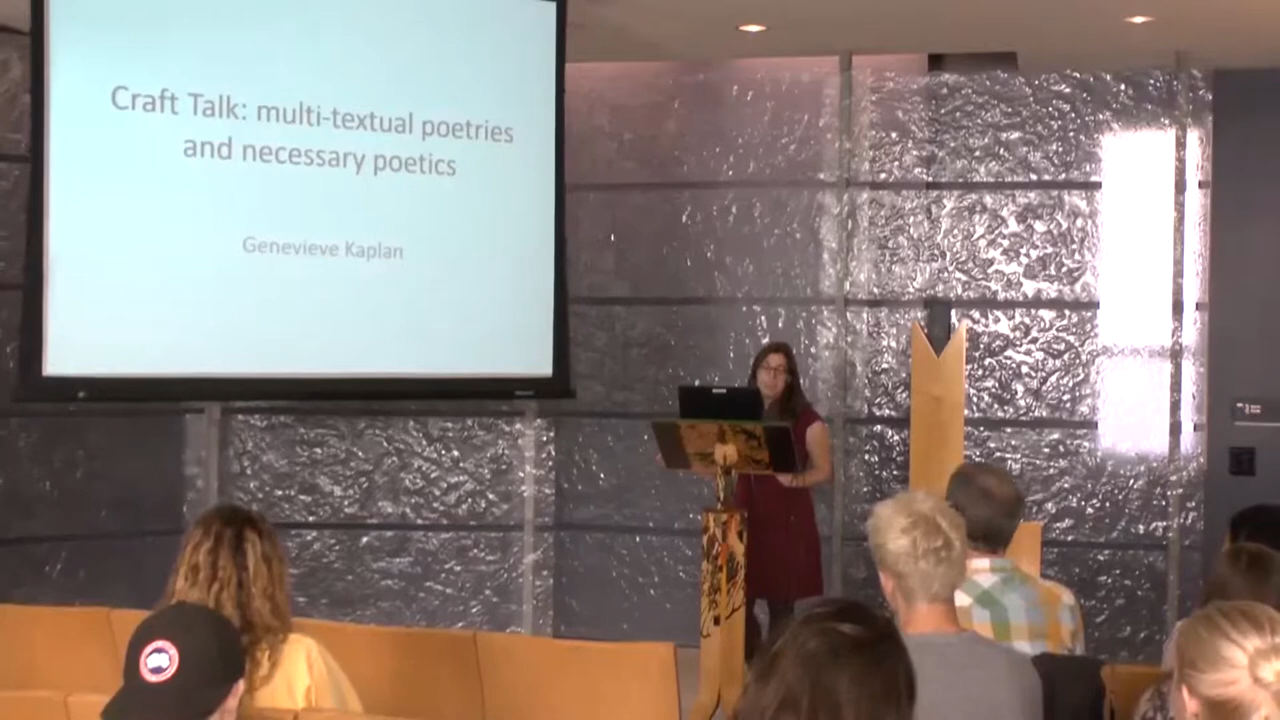 Craft Talk: multi-textual poetries
and necessary poetics
Genevieve Kaplan